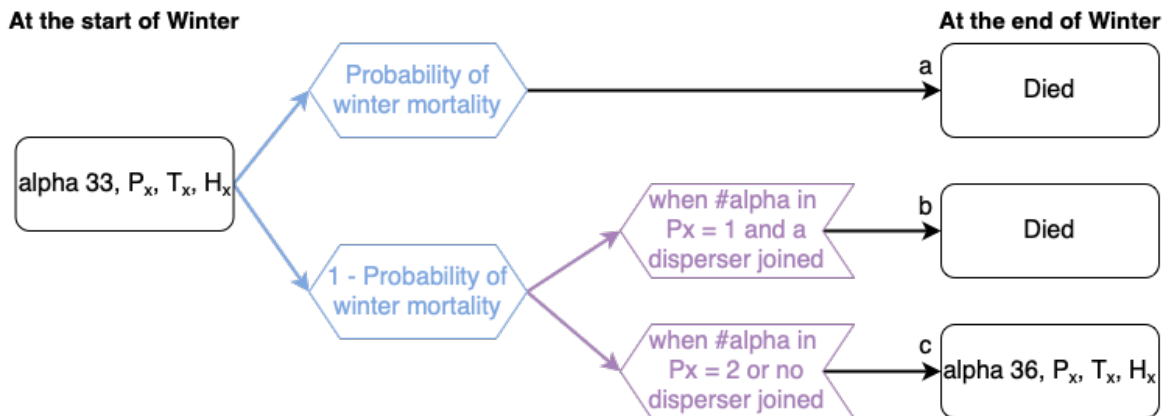 At the start of Winter
At the end of Winter
Probability of
winter mortality
a
Died
alpha 33, Pₓ, Tₓ, Hₓ
when #alpha in
Px = 1 and a
disperser joined
b
Died
1 - Probability of
winter mortality
when #alpha in
Px = 2 or no
disperser joined
c
alpha 36, Pₓ, Tₓ, Hₓ